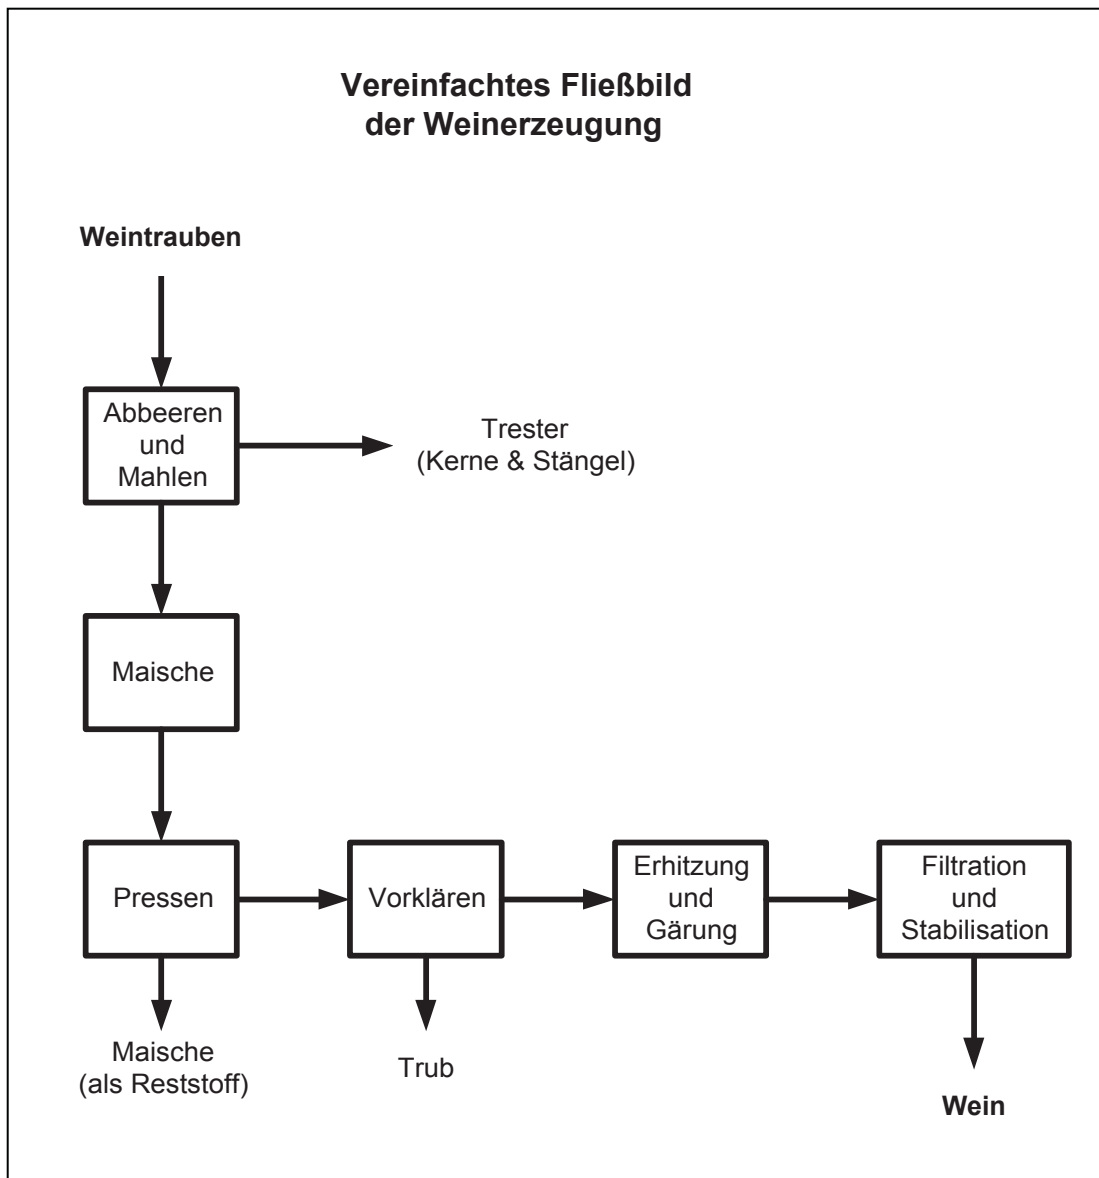 Vereinfachtes Fließbild
der Weinerzeugung
Weintrauben
Abbeeren
und
Mahlen
Trester
(Kerne & Stängel)
Maische
Pressen
Vorklären
Erhitzung
und
Gärung
Filtration
und
Stabilisation
Maische
(als Reststoff)
Trub
Wein